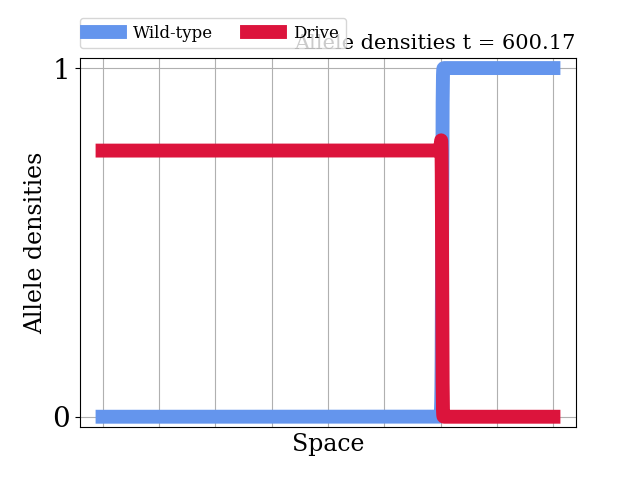 Wild-type Drive
Allele densities t = 600.17
1
Allele densities
0
Space